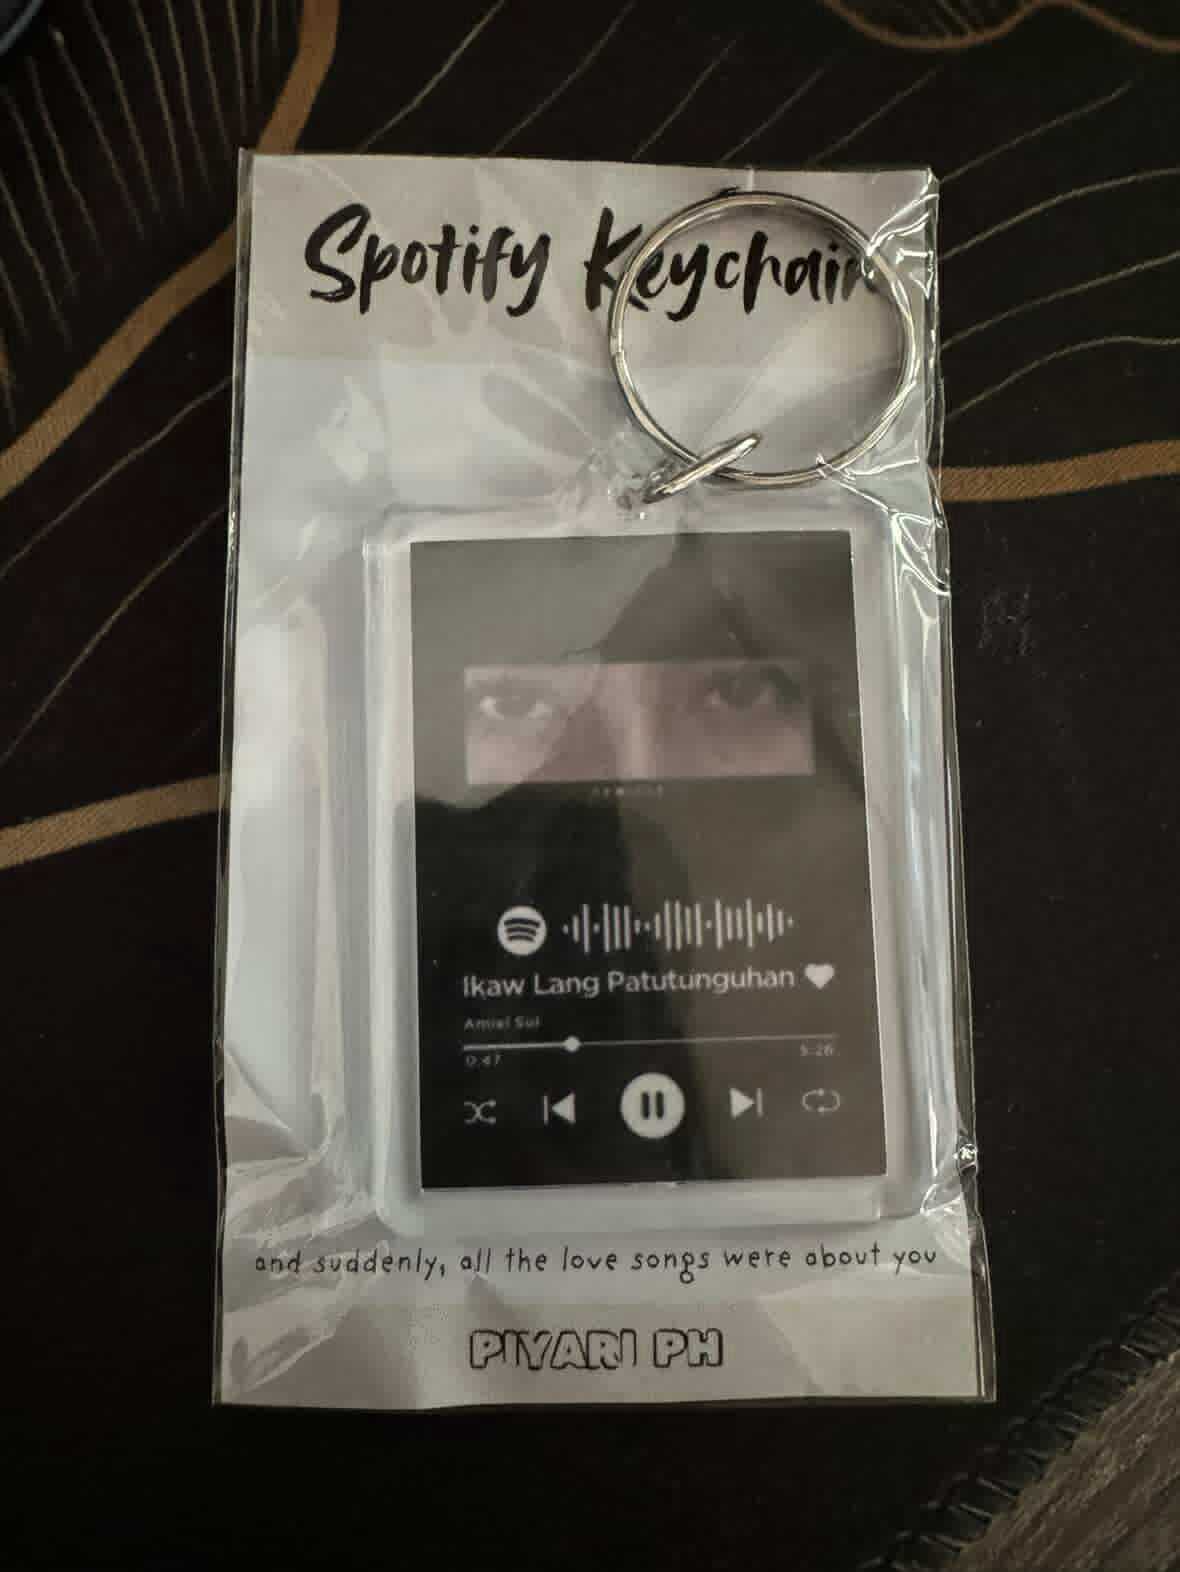 Spotify Keychain
Ikaw Lang Patutunguhan
Amiel Sol
0:47 5:26
and suddenly, all the love songs were about you
PIYARI PH